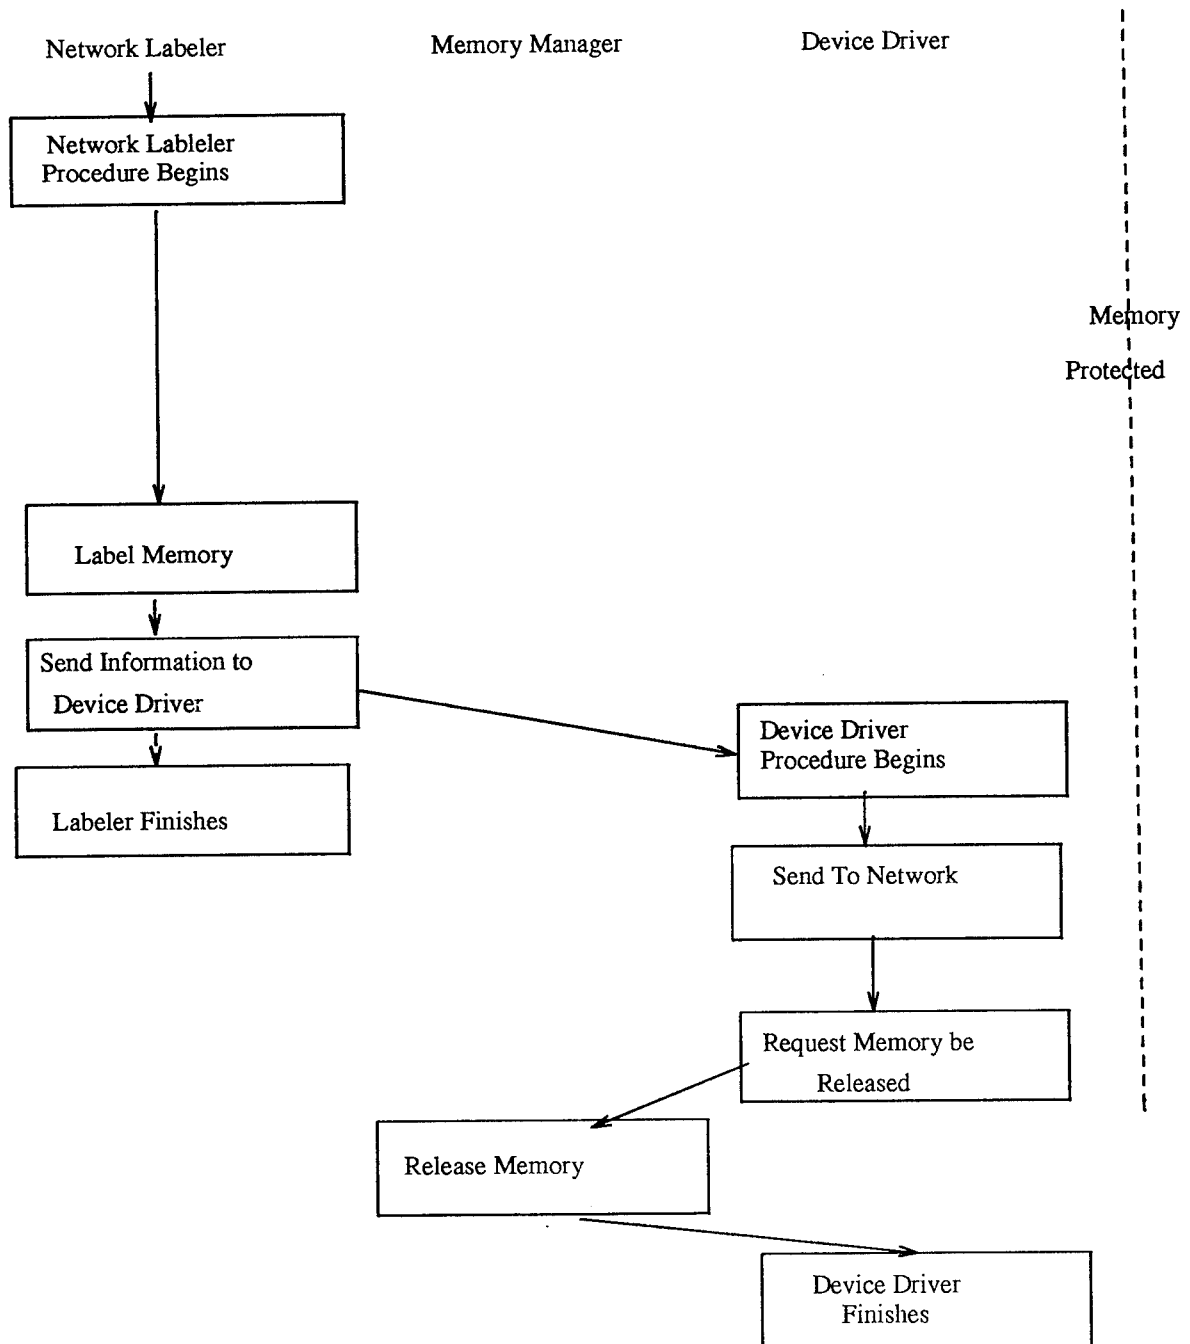 Network Labeler
Memory Manager
Device Driver
Network Lableler
Procedure Begins
Memory
Protected
Label Memory
Send Information to
Device Driver
Device Driver
Procedure Begins
Labeler Finishes
Send To Network
Request Memory be
Released
Release Memory
Device Driver
Finishes